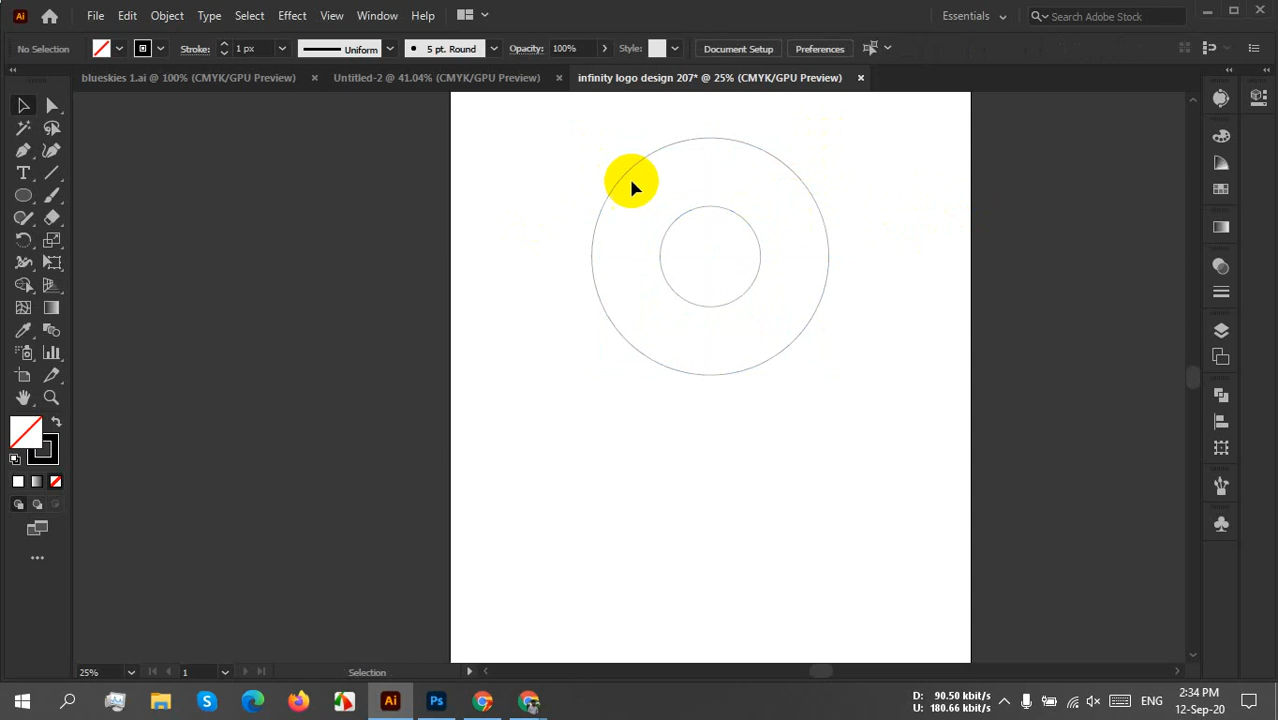 Ai File Edit Object Type Select Effect View Window Help Essentials Search Adobe Stock
No Selection Stroke: 1 px Uniform 5 pt. Round Opacity: 100% Style: Document Setup Preferences
blueskies 1.ai @ 100% (CMYK/GPU Preview) × Untitled-2 @ 41.04% (CMYK/GPU Preview) × infinity logo design 207* @ 25% (CMYK/GPU Preview) ×
25% 1 Selection
Ai Ps D: 90.50 kbit/s ENG 2:34 PM
U: 180.66 kbit/s 12-Sep-20